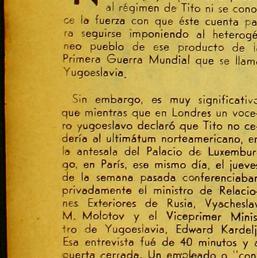 al régimen de Tito ni se cono-
ce la fuerza con que éste cuenta pa-
ra seguirse imponiendo al heterogé-
neo pueblo de ese producto de l
Primera Guerra Mundial que se llam
Yugoeslavia.
Sin embargo, es muy significativo
que mientras que en Londres un voce-
ro yugoeslavo declaró que Tito no ce-
dería al ultimátum norteamericano, en
la antesala del Palacio de Luxembur-
go, en París, ese mismo día, el jueves
de la semana pasada conferenciaban
privadamente el ministro de Relacio-
nes Exteriores de Rusia, Vyacheslav
M. Molotov y el Viceprimer Minis-
tro de Yugoeslavia, Edward Kardelj
Esa entrevista fué de 40 minutos y a
puerta cerrada. Un empleado o "con